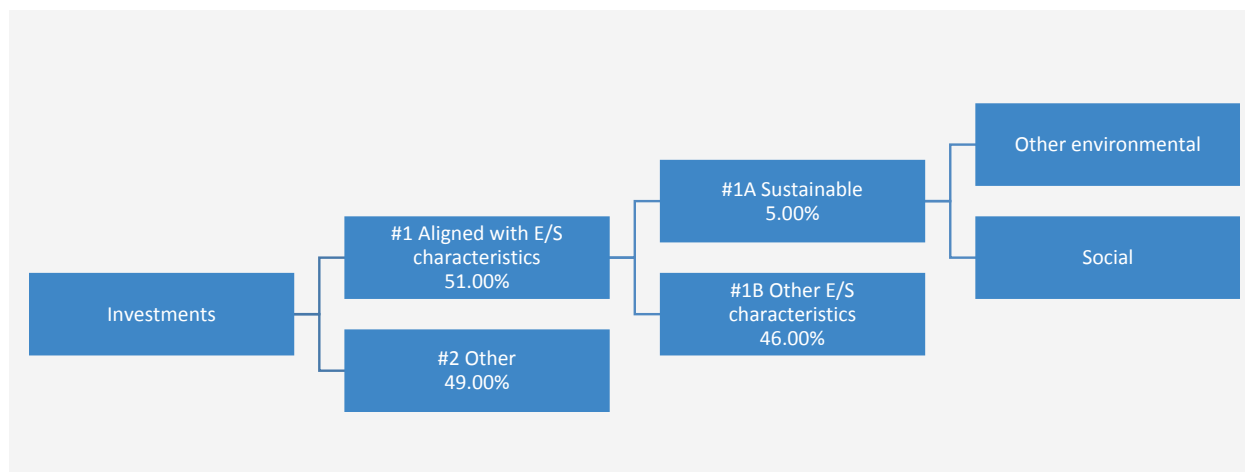 Investments
#1 Aligned with E/S
characteristics
51.00%
#2 Other
49.00%
#1A Sustainable
5.00%
#1B Other E/S
characteristics
46.00%
Other environmental
Social